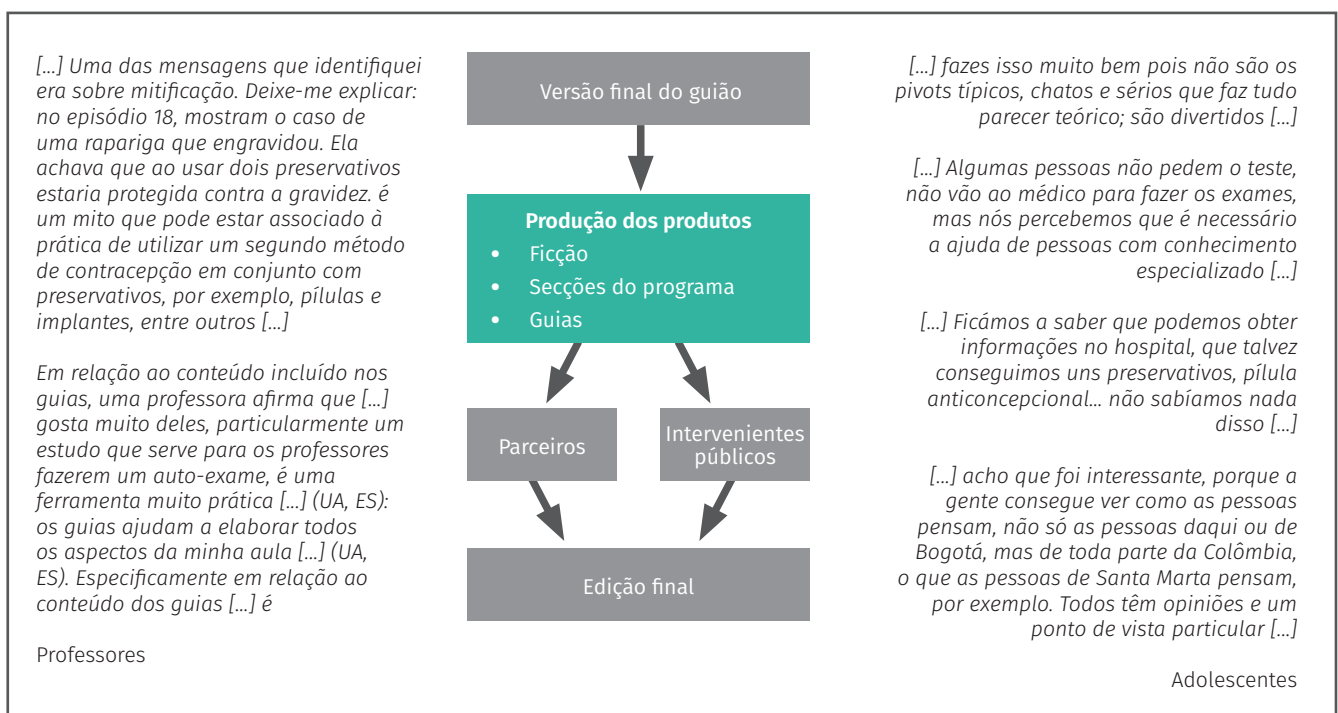 [...] Uma das mensagens que identifiquei
era sobre mitificação. Deixe-me explicar:
no episódio 18, mostram o caso de
uma rapariga que engravidou. Ela
achava que ao usar dois preservativos
estaria protegida contra a gravidez. é
um mito que pode estar associado à
prática de utilizar um segundo método
de contracepção em conjunto com
preservativos, por exemplo, pílulas e
implantes, entre outros [...]
Em relação ao conteúdo incluído nos
guias, uma professora afirma que [...]
gosta muito deles, particularmente um
estudo que serve para os professores
fazerem um auto-exame, é uma
ferramenta muito prática [...] (UA, ES):
os guias ajudam a elaborar todos
os aspectos da minha aula [...] (UA,
ES). Especificamente em relação ao
conteúdo dos guias [...] é
Professores
Versão final do guião
Produção dos produtos
• Ficção
• Secções do programa
• Guias
Parceiros
Intervenientes
públicos
Edição final
[...] fazes isso muito bem pois não são os
pivots típicos, chatos e sérios que faz tudo
parecer teórico; são divertidos [...]
[...] Algumas pessoas não pedem o teste,
não vão ao médico para fazer os exames,
mas nós percebemos que é necessário
a ajuda de pessoas com conhecimento
especializado [...]
[...] Ficámos a saber que podemos obter
informações no hospital, que talvez
conseguimos uns preservativos, pílula
anticoncepcional... não sabíamos nada
disso [...]
[...] acho que foi interessante, porque a
gente consegue ver como as pessoas
pensam, não só as pessoas daqui ou de
Bogotá, mas de toda parte da Colômbia,
o que as pessoas de Santa Marta pensam,
por exemplo. Todos têm opiniões e um
ponto de vista particular [...]
Adolescentes